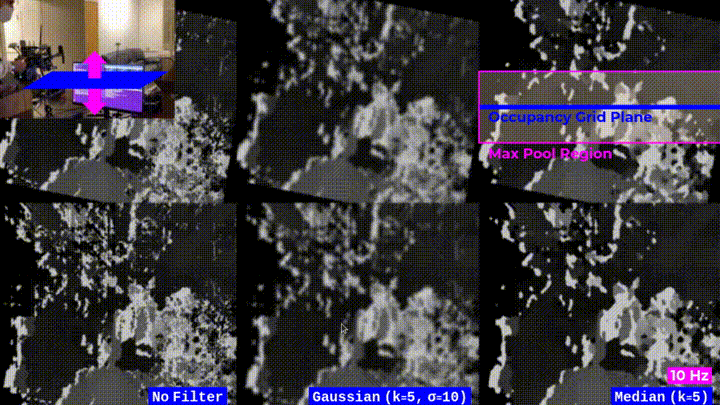 Occupancy Grid Plane
Max Pool Region
10 Hz
No Filter
Gaussian (k=5, σ=10)
Median (k=5)